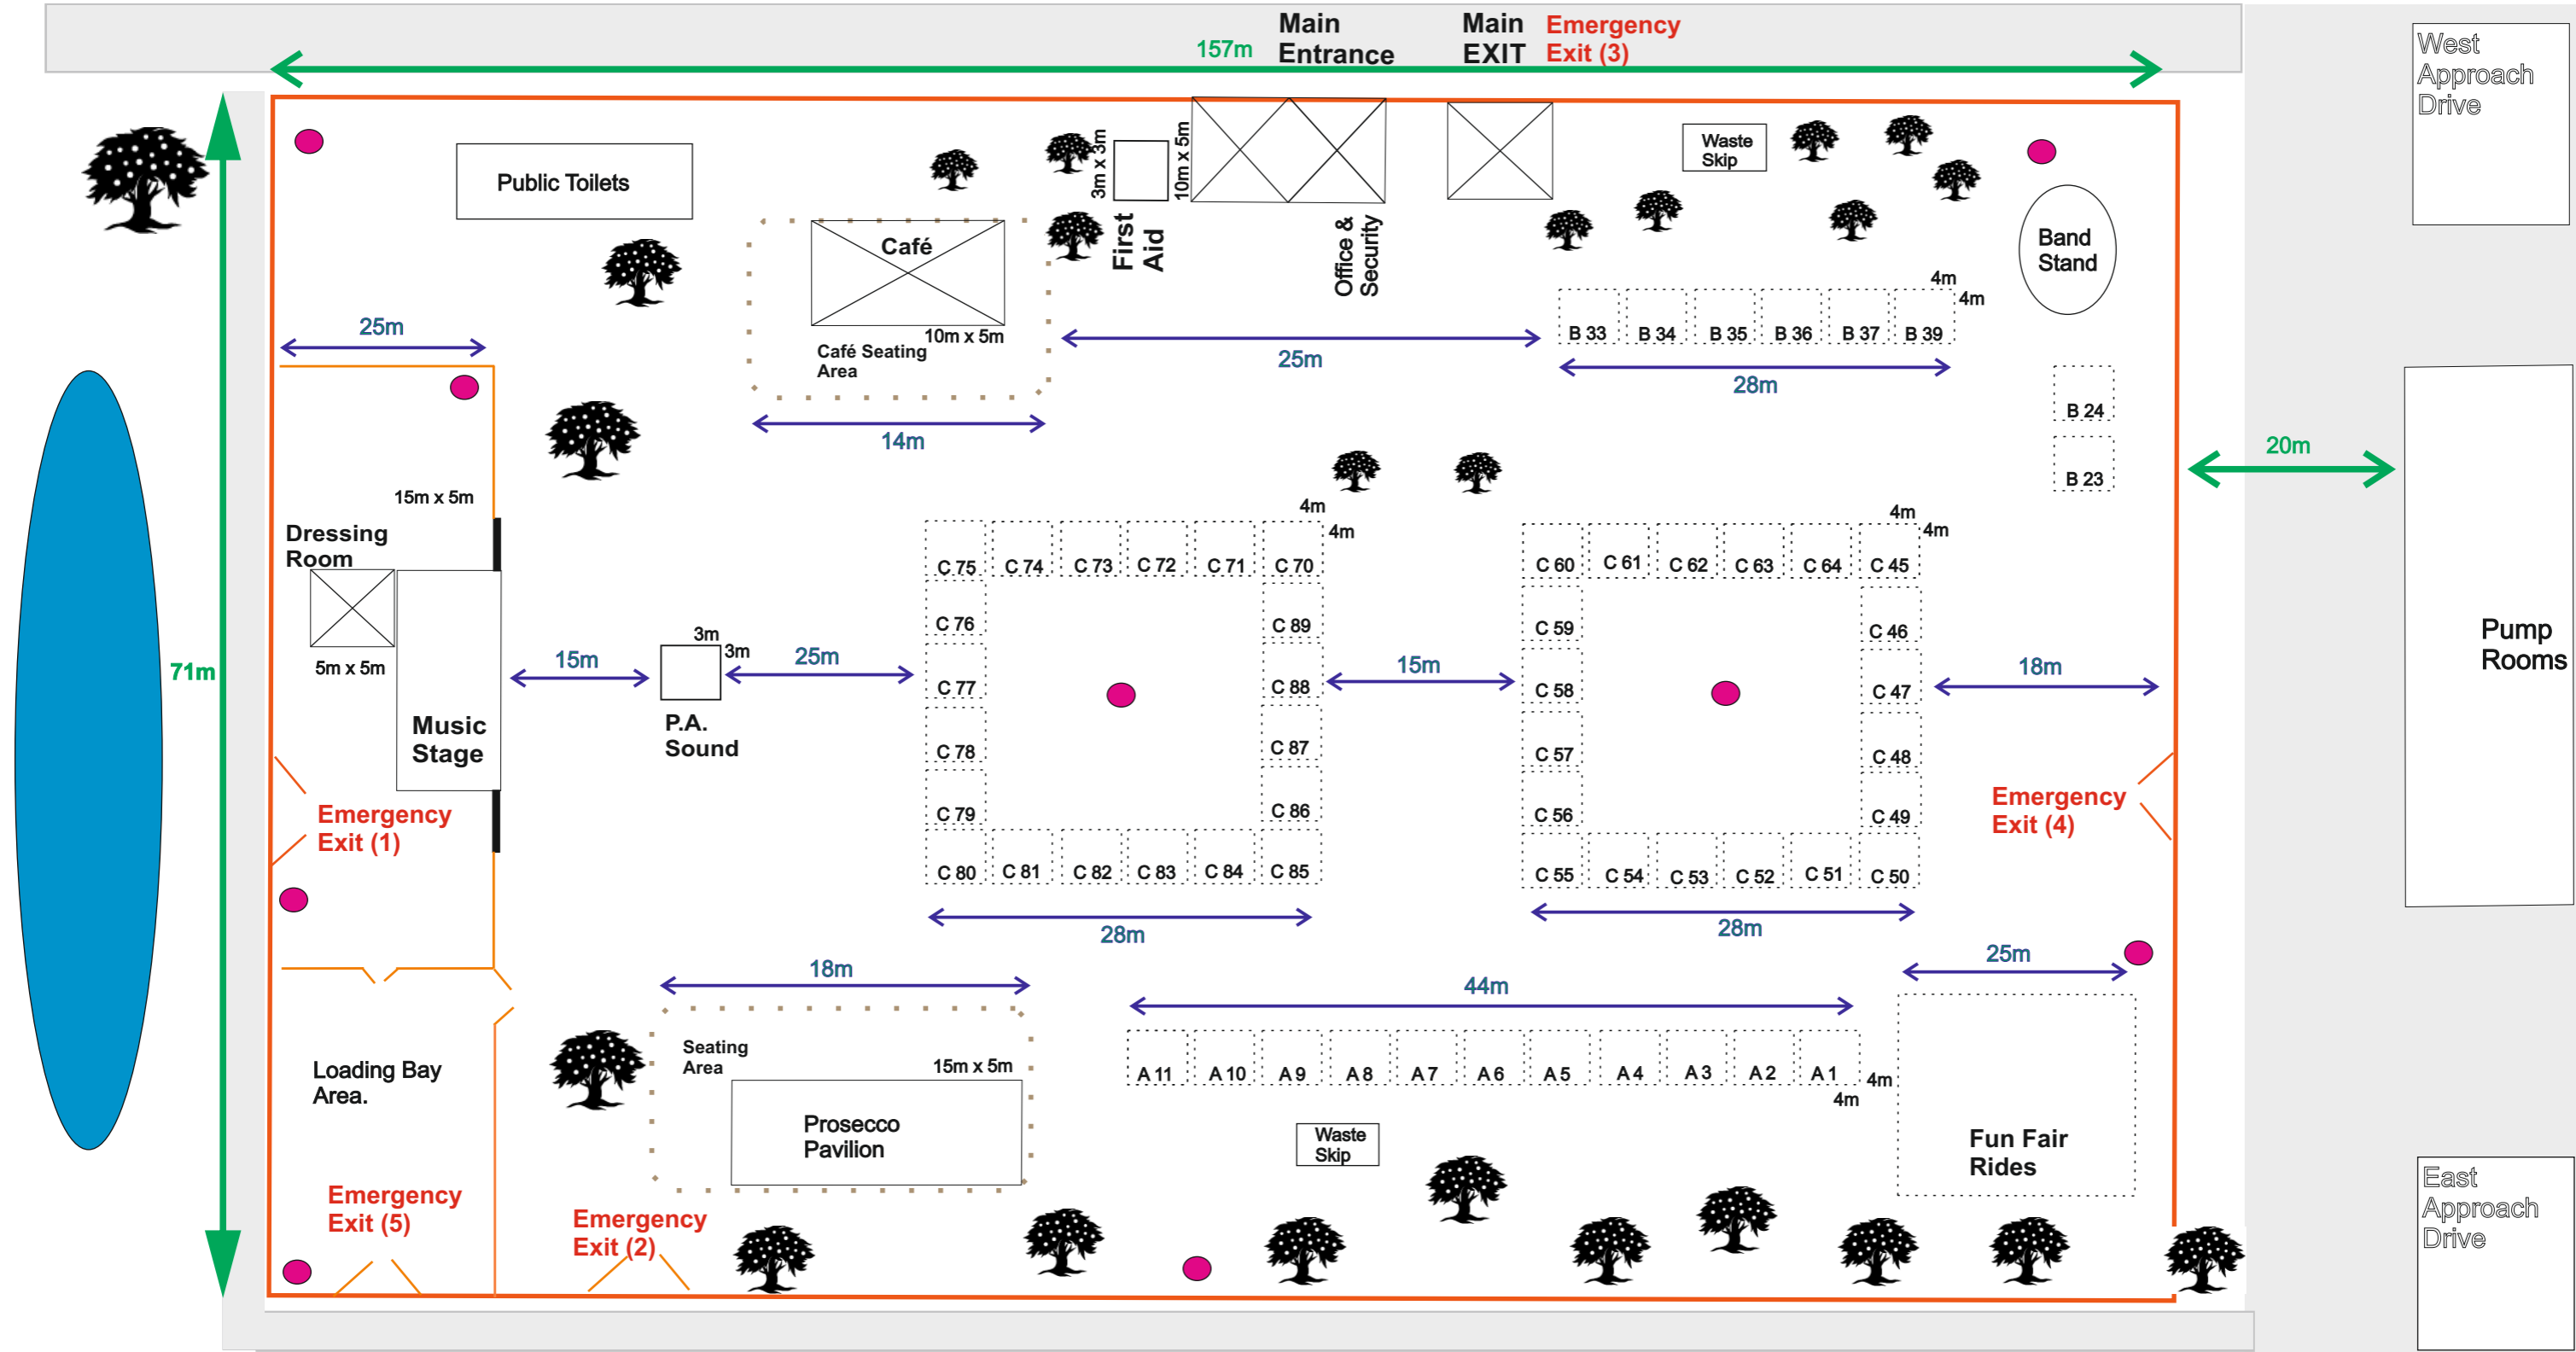 Main
Entrance
Main
EXIT
Emergency
Exit (3)
157m
West
Approach
Drive
Public Toilets
3m x 3m
10m x 5m
First
Aid
Office &
Security
Waste
Skip
Band
Stand
Café
10m x 5m
Café Seating
Area
4m
4m
B 33
B 34
B 35
B 36
B 37
B 39
25m
25m
28m
14m
B 24
B 23
20m
15m x 5m
Dressing
Room
5m x 5m
Music
Stage
71m
15m
3m
3m
P.A.
Sound
25m
4m
4m
C 75
C 74
C 73
C 72
C 71
C 70
C 76
C 89
C 77
C 88
C 78
C 87
C 79
C 86
C 80
C 81
C 82
C 83
C 84
C 85
28m
15m
4m
4m
C 60
C 61
C 62
C 63
C 64
C 45
C 59
C 46
C 58
C 47
C 57
C 48
C 56
C 49
C 55
C 54
C 53
C 52
C 51
C 50
28m
18m
Pump
Rooms
Emergency
Exit (1)
Emergency
Exit (4)
18m
44m
25m
Seating
Area
15m x 5m
Prosecco
Pavilion
Loading Bay
Area.
A 11
A 10
A 9
A 8
A 7
A 6
A 5
A 4
A 3
A 2
A 1
4m
4m
Waste
Skip
Fun Fair
Rides
Emergency
Exit (5)
Emergency
Exit (2)
East
Approach
Drive